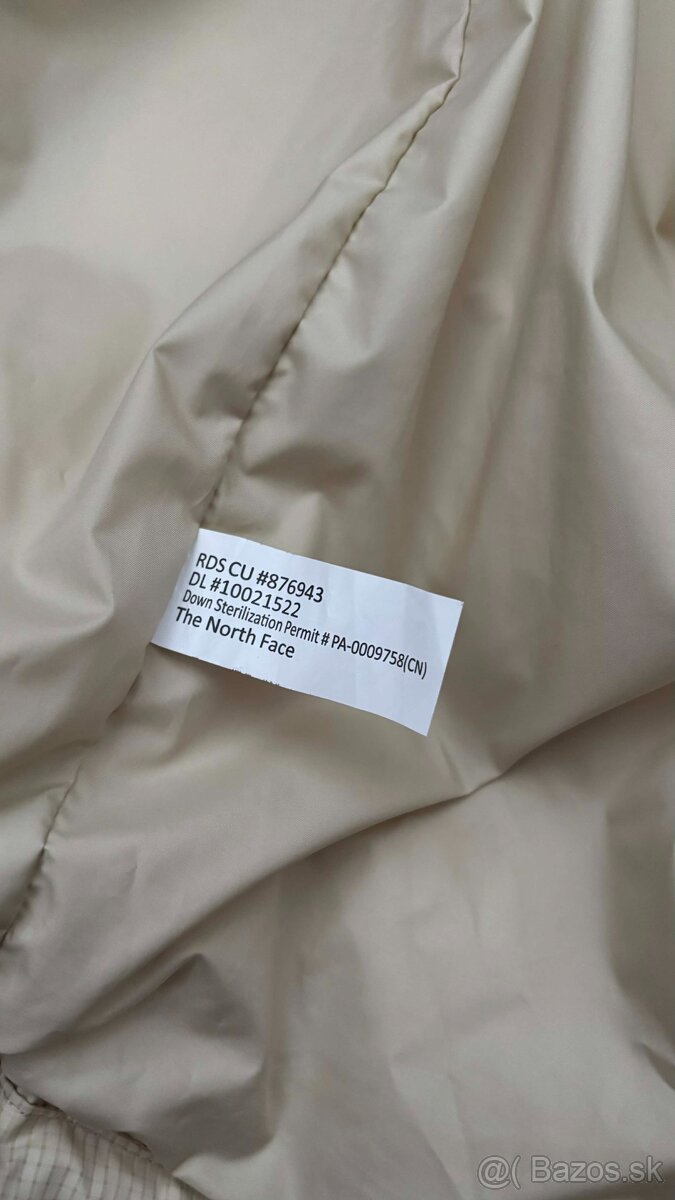 RDS CU #876943
DL #10021522
Down Sterilization Permit # PA-0009758(CN)
The North Face
@( Bazos.sk